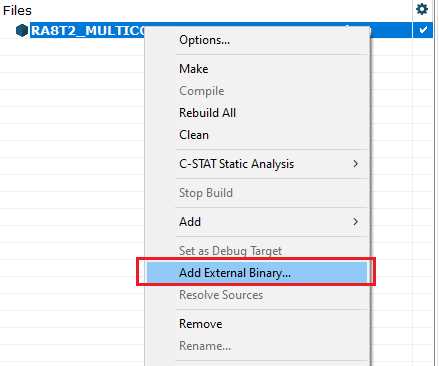 Files
RA8T2_MULTICO
Options...
Make
Compile
Rebuild All
Clean
C-STAT Static Analysis
Stop Build
Add
Set as Debug Target
Add External Binary...
Resolve Sources
Remove
Rename...